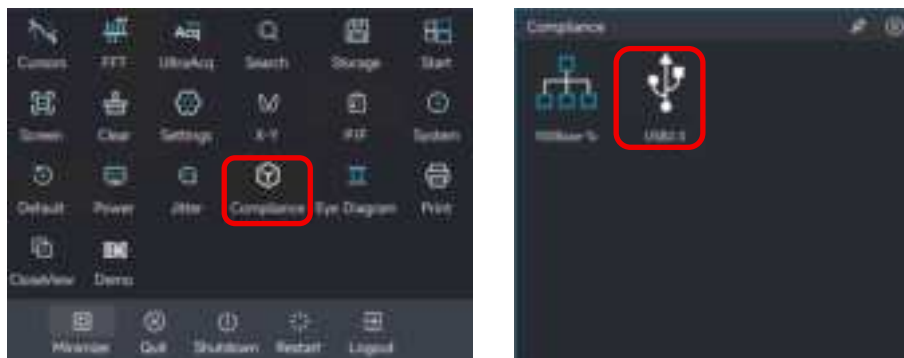 Cursors FFT UltraAcq Search Storage Start
Screen Clear Settings X-Y System
Default Power Jitter Compliance Eye Diagram Print
CloseView Demo
Minimize Quit Shutdown Restart Logout
Compliance
USB2.0